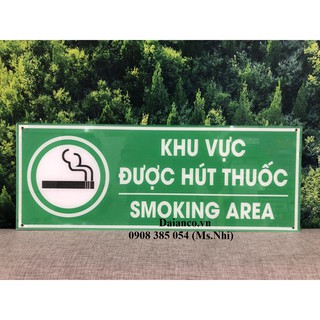 KHU VỰC
ĐƯỢC HÚT THUỐC
SMOKING AREA
Daianco.vn
0908 385 054 (Ms.Nhi)